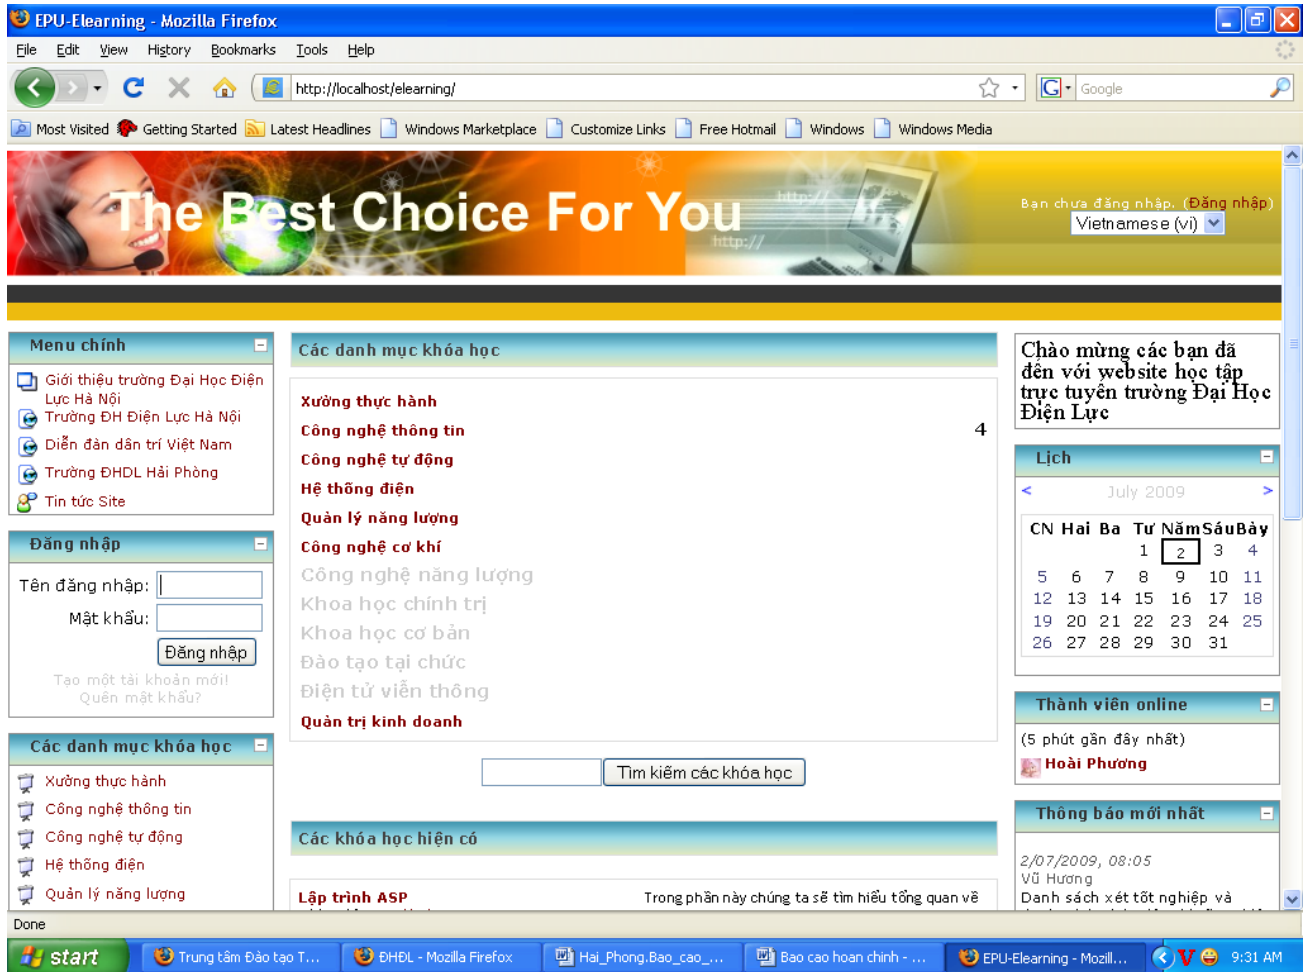 EPU-Elearning - Mozilla Firefox
File Edit View History Bookmarks Tools Help
http://localhost/elearning/
G Google
Most Visited Getting Started Latest Headlines Windows Marketplace Customize Links Free Hotmail Windows Windows Media
The Best Choice For You
http://
http://
Bạn chưa đăng nhập. (Đăng nhập)
Vietnamese (vi)
Menu chính
Giới thiệu trường Đại Học Điện
Lực Hà Nội
Trường ĐH Điện Lực Hà Nội
Diễn đàn dân trí Việt Nam
Trường ĐHDL Hải Phòng
Tin tức Site
Đăng nhập
Tên đăng nhập:
Mật khẩu:
Đăng nhập
Tạo một tài khoản mới!
Quên mật khẩu?
Các danh mục khóa học
Xưởng thực hành
Công nghệ thông tin
Công nghệ tự động
Hệ thống điện
Quản lý năng lượng
Các danh mục khóa học
Xưởng thực hành
Công nghệ thông tin 4
Công nghệ tự động
Hệ thống điện
Quản lý năng lượng
Công nghệ cơ khí
Công nghệ năng lượng
Khoa học chính trị
Khoa học cơ bản
Đào tạo tại chức
Điện tử viễn thông
Quản trị kinh doanh
Tìm kiếm các khóa học
Các khóa học hiện có
Lập trình ASP Trong phần này chúng ta sẽ tìm hiểu tổng quan về
Chào mừng các bạn đã
đến với website học tập
trực tuyến trường Đại Học
Điện Lực
Lịch
< July 2009 >
CN Hai Ba Tư Năm Sáu Bảy
1 2 3 4
5 6 7 8 9 10 11
12 13 14 15 16 17 18
19 20 21 22 23 24 25
26 27 28 29 30 31
Thành viên online
(5 phút gần đây nhất)
Hoài Phương
Thông báo mới nhất
2/07/2009, 08:05
Vũ Hương
Danh sách xét tốt nghiệp và
Done
start Trung tâm Đào tạo T... ĐHĐL - Mozilla Firefox Hai_Phong.Bao_cao_... Bao cao hoan chinh - ... EPU-Elearning - Mozill... 9:31 AM